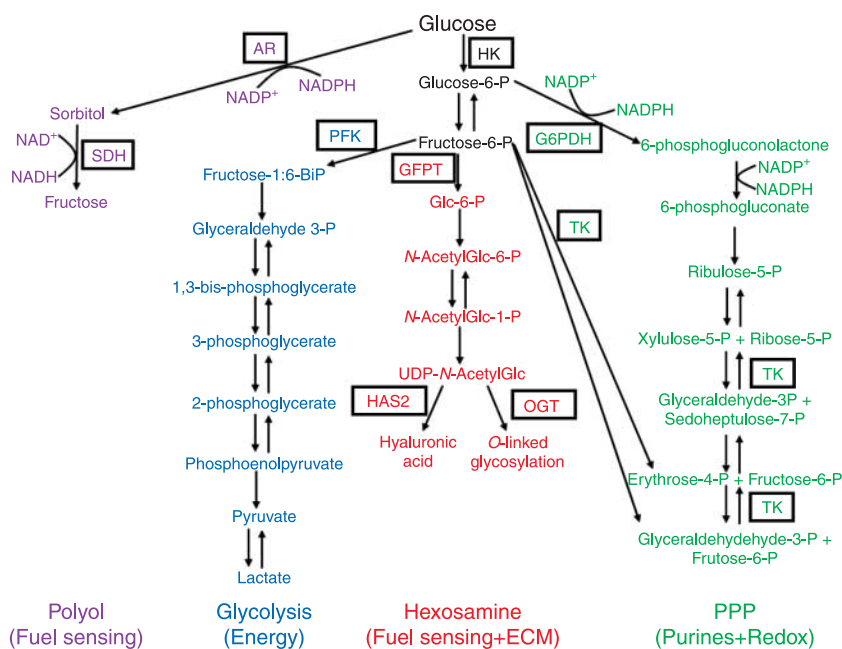 Glucose
AR
HK
NADP+
NADPH
Glucose-6-P
NADP+
NADPH
Sorbitol
NAD+
SDH
NADH
Fructose
PFK
Fructose-6-P
G6PDH
6-phosphogluconolactone
GFPT
Fructose-1:6-BiP
NADP+
NADPH
Glc-6-P
6-phosphogluconate
Glyceraldehyde 3-P
TK
N-AcetylGlc-6-P
Ribulose-5-P
1,3-bis-phosphoglycerate
N-AcetylGlc-1-P
3-phosphoglycerate
Xylulose-5-P + Ribose-5-P
UDP-N-AcetylGlc
TK
2-phosphoglycerate
HAS2
OGT
Glyceraldehyde-3P +
Sedoheptulose-7-P
Hyaluronic
acid
O-linked
glycosylation
Phosphoenolpyruvate
Erythrose-4-P + Fructose-6-P
TK
Pyruvate
Glyceraldehydehyde-3-P +
Frutose-6-P
Lactate
Polyol
(Fuel sensing)
Glycolysis
(Energy)
Hexosamine
(Fuel sensing+ECM)
PPP
(Purines+Redox)